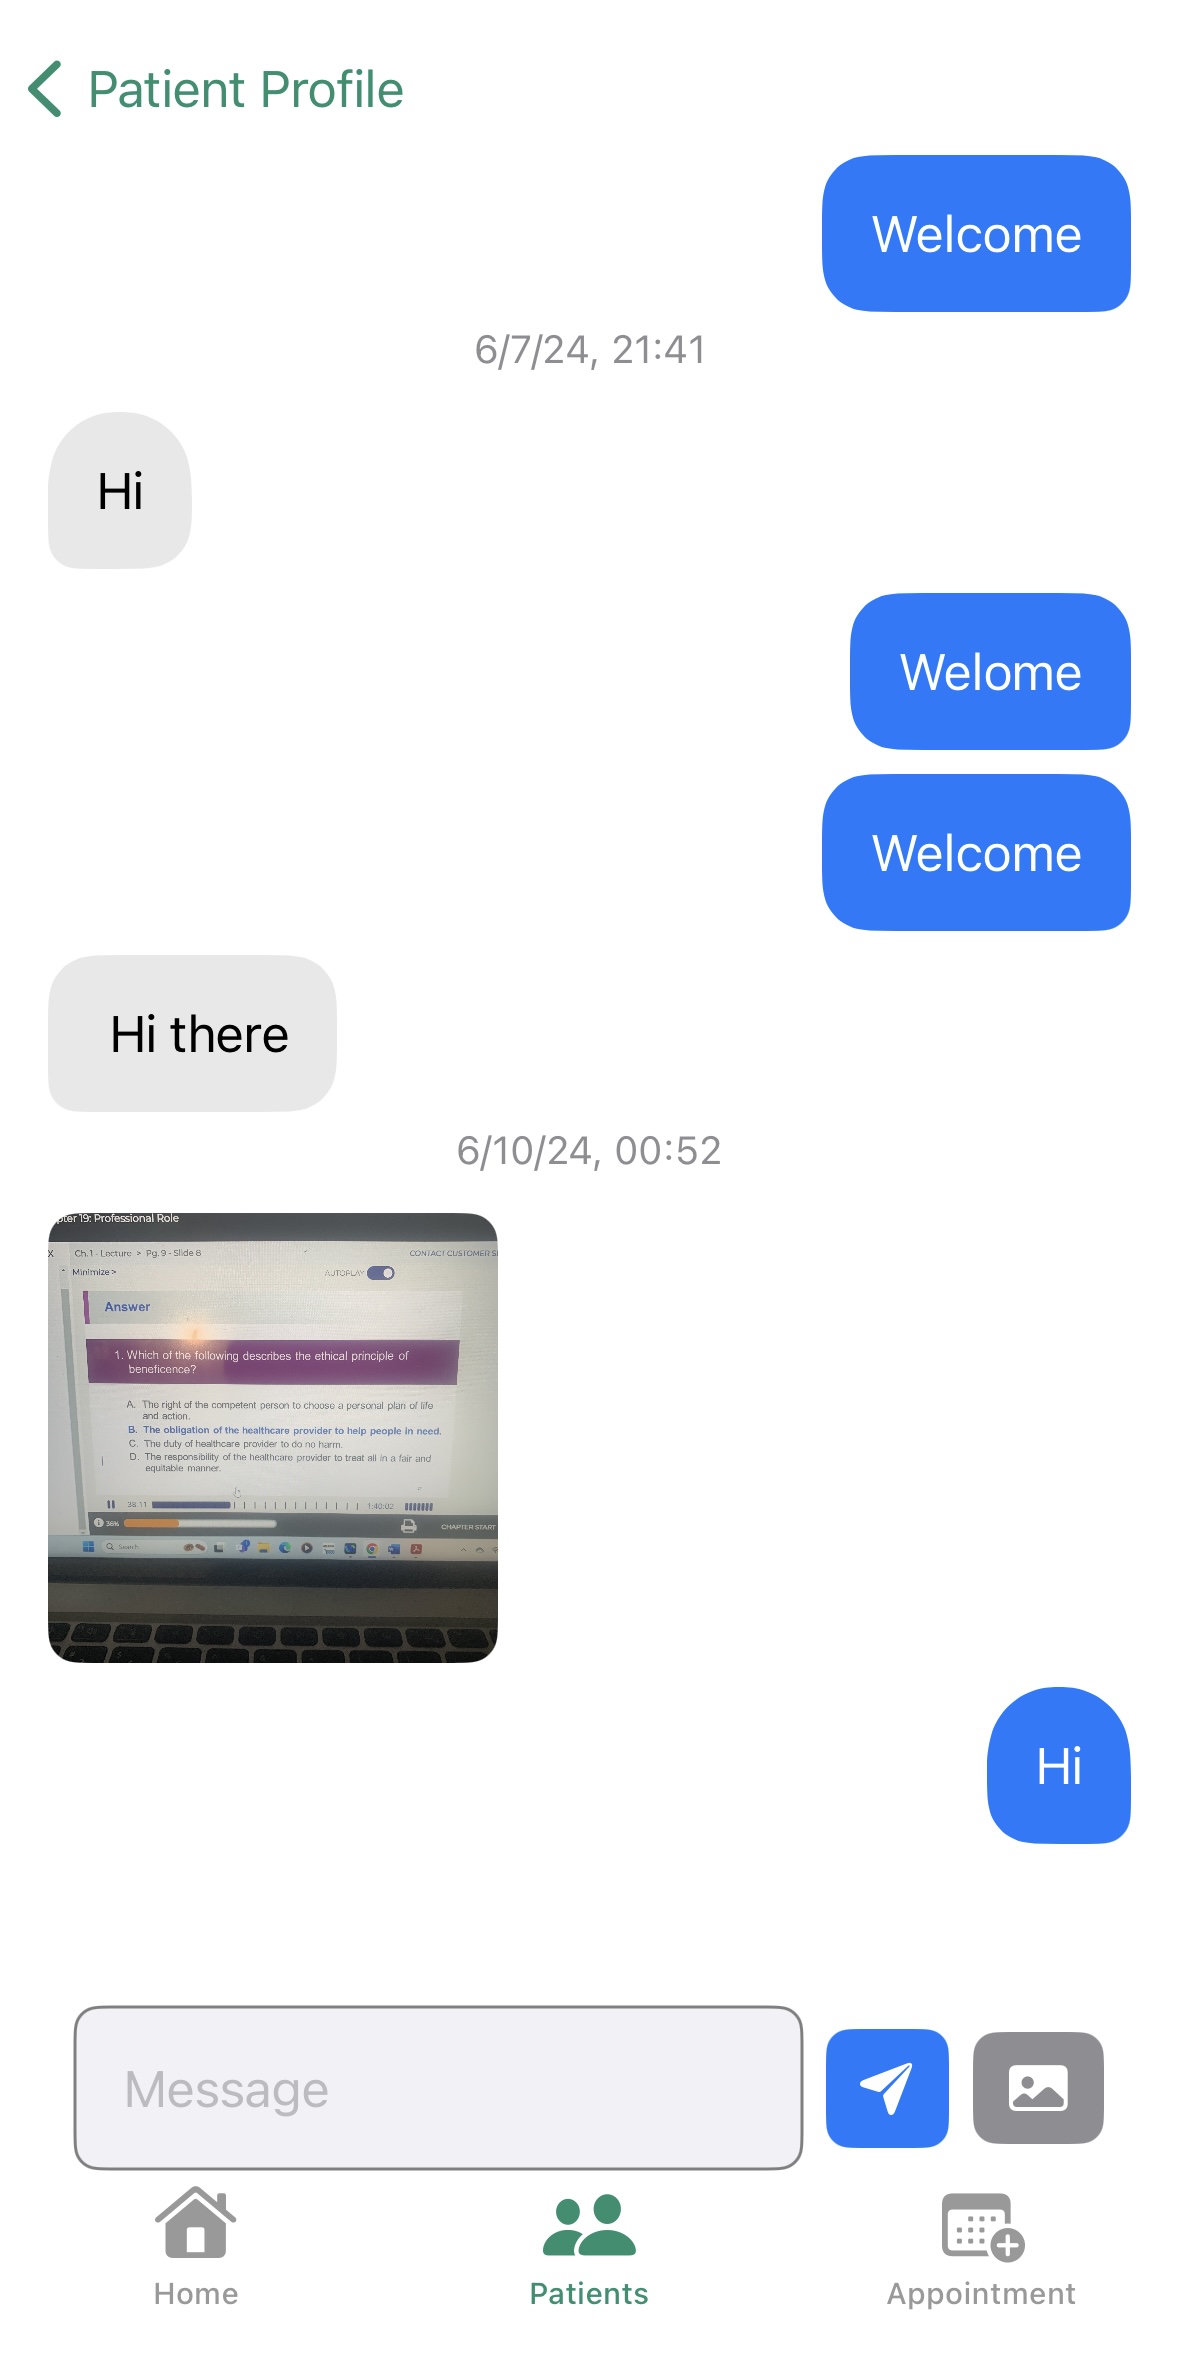 Patient Profile
Welcome
6/7/24, 21:41
Hi
Welome
Welcome
Hi there
6/10/24, 00:52
pter 19: Professional Role
X Ch. 1 - Lecture > Pg. 9 - Slide 8 CONTACT CUSTOMER S
Minimize > AUTOPLAY
Answer
1. Which of the following describes the ethical principle of
beneficence?
A. The right of the competent person to choose a personal plan of life
and action.
B. The obligation of the healthcare provider to help people in need.
C. The duty of healthcare provider to do no harm.
D. The responsibility of the healthcare provider to treat all in a fair and
equitable manner.
38:11 1:40:02
36% CHAPTER START
Search
Hi
Message
Home Patients Appointment